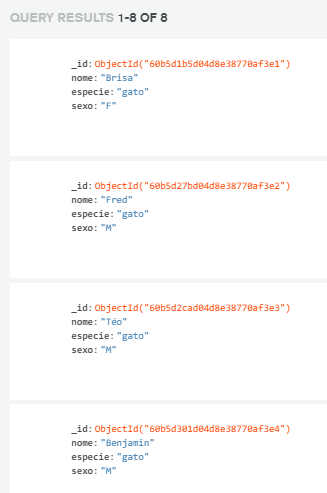 QUERY RESULTS 1-8 OF 8
_id: ObjectId("60b5d1b5d04d8e38770af3e1")
nome: "Brisa"
especie: "gato"
sexo: "F"
_id: ObjectId("60b5d27bd04d8e38770af3e2")
nome: "Fred"
especie: "gato"
sexo: "M"
_id: ObjectId("60b5d2cad04d8e38770af3e3")
nome: "Téo"
especie: "gato"
sexo: "M"
_id: ObjectId("60b5d301d04d8e38770af3e4")
nome: "Benjamin"
especie: "gato"
sexo: "M"